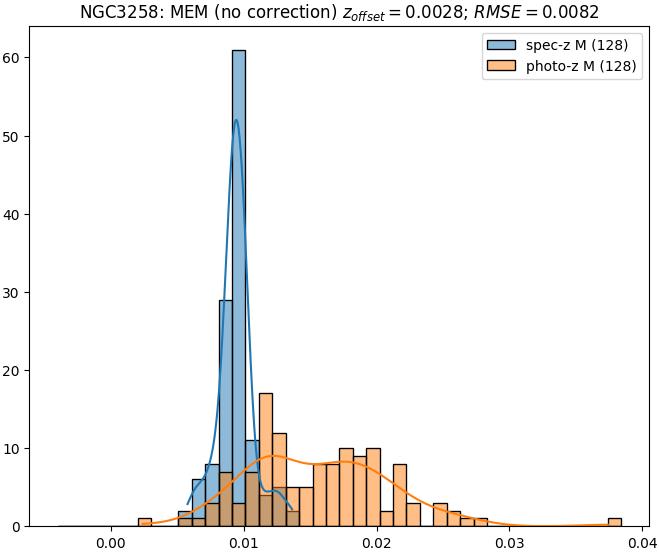 NGC3258: MEM (no correction) z_offset = 0.0028; RMSE = 0.0082
spec-z M (128)
photo-z M (128)
60
50
40
30
20
10
0
0.00 0.01 0.02 0.03 0.04